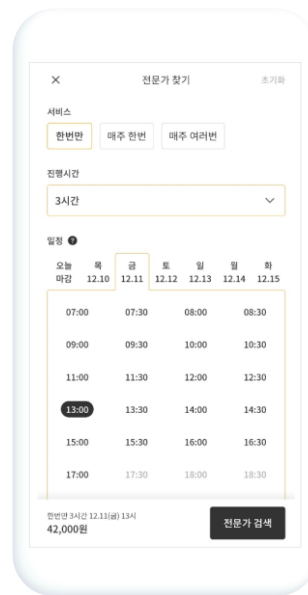 전문가 찾기 초기화
서비스
한번만 매주 한번 매주 여러번
진행시간
3시간
일정 ?
오늘 목 금 토 일 월 화
마감 12.10 12.11 12.12 12.13 12.14 12.15
07:00 07:30 08:00 08:30
09:00 09:30 10:00 10:30
11:00 11:30 12:00 12:30
13:00 13:30 14:00 14:30
15:00 15:30 16:00 16:30
17:00 17:30 18:00 18:30
한번만 3시간 12.11(금) 13시
42,000원
전문가 검색